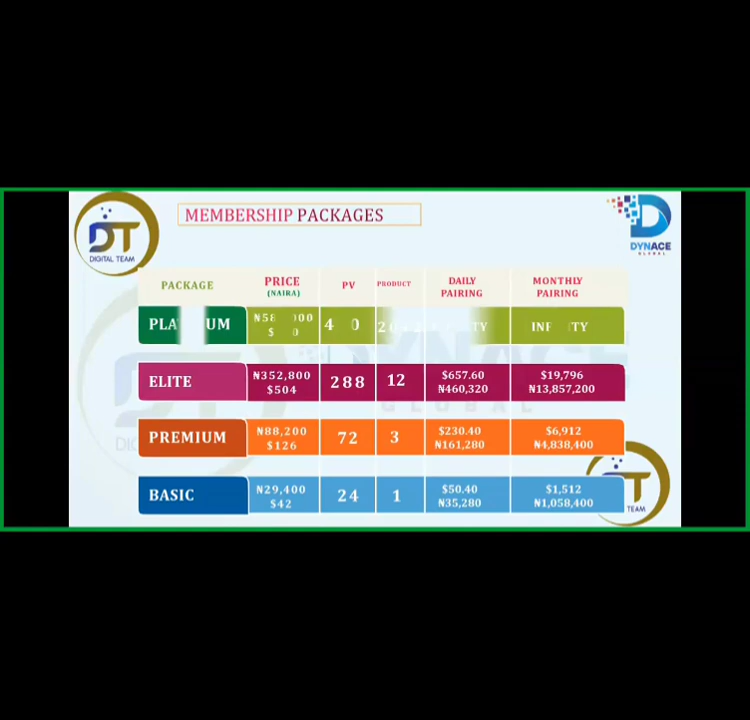 DT
DIGITAL TEAM
MEMBERSHIP PACKAGES
DYNACE
GLOBAL
PACKAGE PRICE (NAIRA) PV PRODUCT DAILY PAIRING MONTHLY PAIRING
ELITE ₦352,800 $504 288 12 $657.60 ₦460,320 $19,796 ₦13,857,200
PREMIUM ₦88,200 $126 72 3 $230.40 ₦161,280 $6,912 ₦4,838,400
BASIC ₦29,400 $42 24 1 $50.40 ₦35,280 $1,512 ₦1,058,400
TEAM